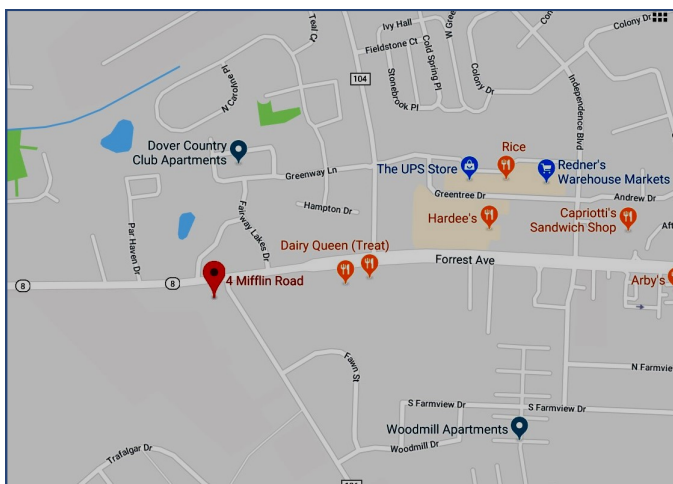 Teal Ct
Ivy Hall
Colony Dr
Fieldstone Ct
Cold Spring Pl
104
N Caroline Pl
Stonebrook Pl
Colony Dr
Independence Blvd
Dover Country
Club Apartments
Rice
The UPS Store
Redner's
Warehouse Markets
Greenway Ln
Greentree Dr
Andrew Dr
Hampton Dr
Hardee's
Capriotti's
Sandwich Shop
Par Haven Dr
Fairway Lakes Dr
Dairy Queen (Treat)
Forrest Ave
Arby's
8
8
4 Mifflin Road
Fawn St
N Farmview
S Farmview Dr
S Farmview Dr
Woodmill Apartments
Woodmill Dr
Trafalgar Dr